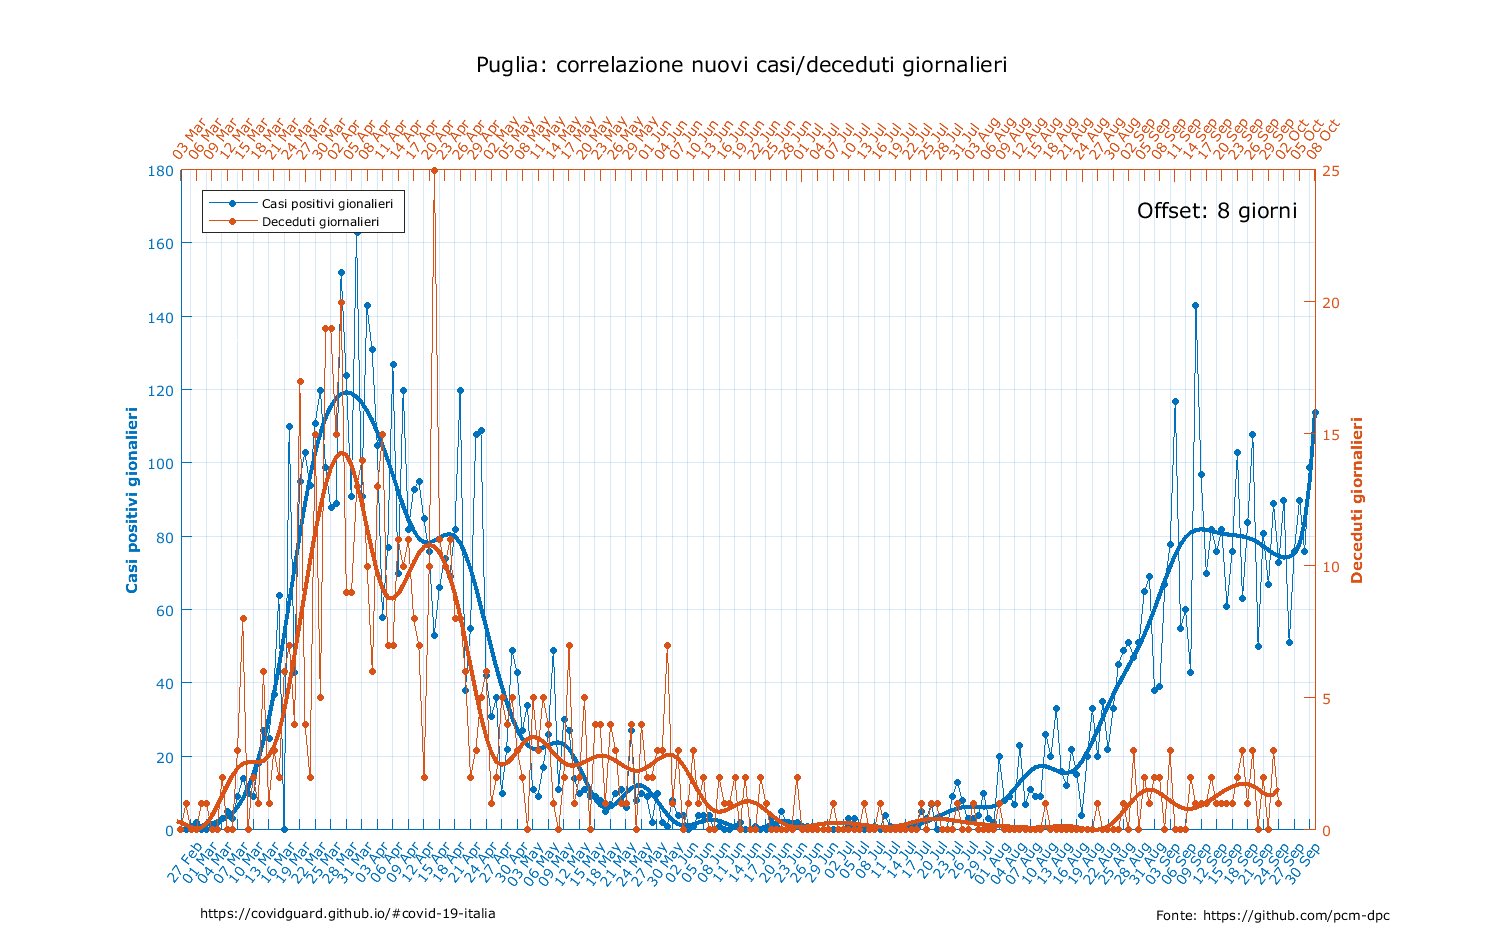 Puglia: correlazione nuovi casi/deceduti giornalieri
03 Mar
06 Mar
09 Mar
12 Mar
15 Mar
18 Mar
21 Mar
24 Mar
27 Mar
30 Mar
02 Apr
05 Apr
08 Apr
11 Apr
14 Apr
17 Apr
20 Apr
23 Apr
26 Apr
29 Apr
02 May
05 May
08 May
11 May
14 May
17 May
20 May
23 May
26 May
29 May
01 Jun
04 Jun
07 Jun
10 Jun
13 Jun
16 Jun
19 Jun
22 Jun
25 Jun
28 Jun
01 Jul
04 Jul
07 Jul
10 Jul
13 Jul
16 Jul
19 Jul
22 Jul
25 Jul
28 Jul
31 Jul
03 Aug
06 Aug
09 Aug
12 Aug
15 Aug
18 Aug
21 Aug
24 Aug
27 Aug
30 Aug
02 Sep
05 Sep
08 Sep
11 Sep
14 Sep
17 Sep
20 Sep
23 Sep
26 Sep
29 Sep
02 Oct
05 Oct
08 Oct
Casi positivi gionalieri
Deceduti giornalieri
Offset: 8 giorni
180
160
140
120
100
80
60
40
20
0
Casi positivi gionalieri
25
20
15
10
5
0
Deceduti giornalieri
27 Feb
01 Mar
04 Mar
07 Mar
10 Mar
13 Mar
16 Mar
19 Mar
22 Mar
25 Mar
28 Mar
31 Mar
03 Apr
06 Apr
09 Apr
12 Apr
15 Apr
18 Apr
21 Apr
24 Apr
27 Apr
30 Apr
03 May
06 May
09 May
12 May
15 May
18 May
21 May
24 May
27 May
30 May
02 Jun
05 Jun
08 Jun
11 Jun
14 Jun
17 Jun
20 Jun
23 Jun
26 Jun
29 Jun
02 Jul
05 Jul
08 Jul
11 Jul
14 Jul
17 Jul
20 Jul
23 Jul
26 Jul
29 Jul
01 Aug
04 Aug
07 Aug
10 Aug
13 Aug
16 Aug
19 Aug
22 Aug
25 Aug
28 Aug
31 Aug
03 Sep
06 Sep
09 Sep
12 Sep
15 Sep
18 Sep
21 Sep
24 Sep
27 Sep
30 Sep
https://covidguard.github.io/#covid-19-italia
Fonte: https://github.com/pcm-dpc